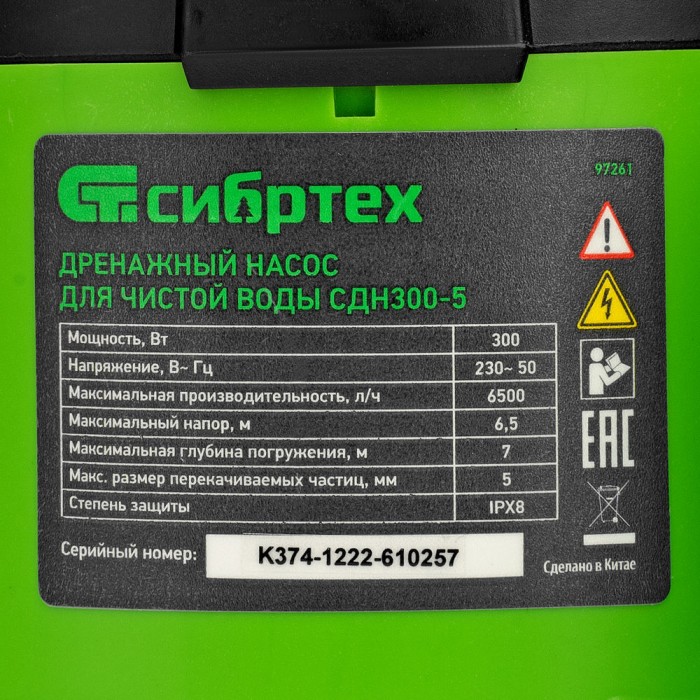 97261
СТ сибртех
ДРЕНАЖНЫЙ НАСОС
ДЛЯ ЧИСТОЙ ВОДЫ СДН300-5
Мощность, Вт 300
Напряжение, В~ Гц 230~ 50
Максимальная производительность, л/ч 6500
Максимальный напор, м 6,5
Максимальная глубина погружения, м 7
Макс. размер перекачиваемых частиц, мм 5
Степень защиты IPX8
Серийный номер: K374-1222-610257
EAC
Сделано в Китае